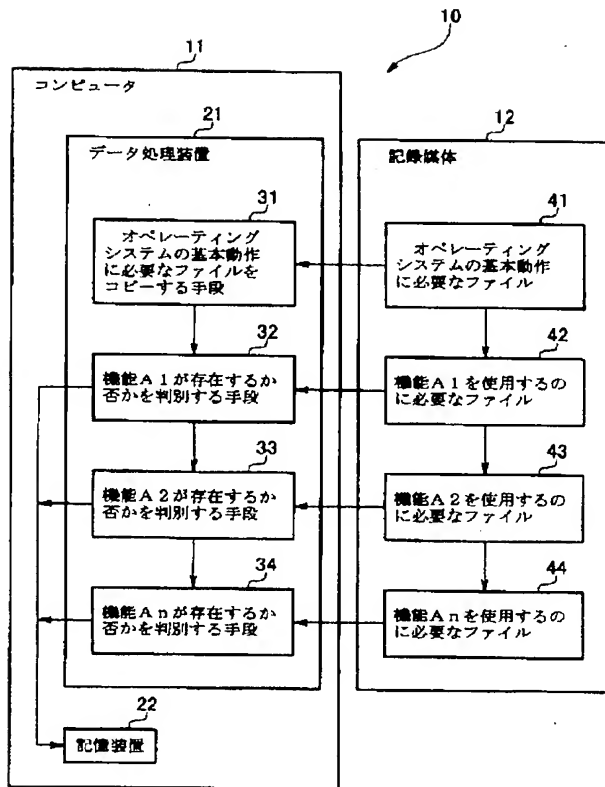 10
11
コンピュータ
21
データ処理装置
31
オペレーティング
システムの基本動作
に必要なファイルを
コピーする手段
32
機能A1が存在するか
否かを判別する手段
33
機能A2が存在するか
否かを判別する手段
34
機能Anが存在するか
否かを判別する手段
22
記憶装置
12
記録媒体
41
オペレーティング
システムの基本動作
に必要なファイル
42
機能A1を使用するの
に必要なファイル
43
機能A2を使用するの
に必要なファイル
44
機能Anを使用するの
に必要なファイル